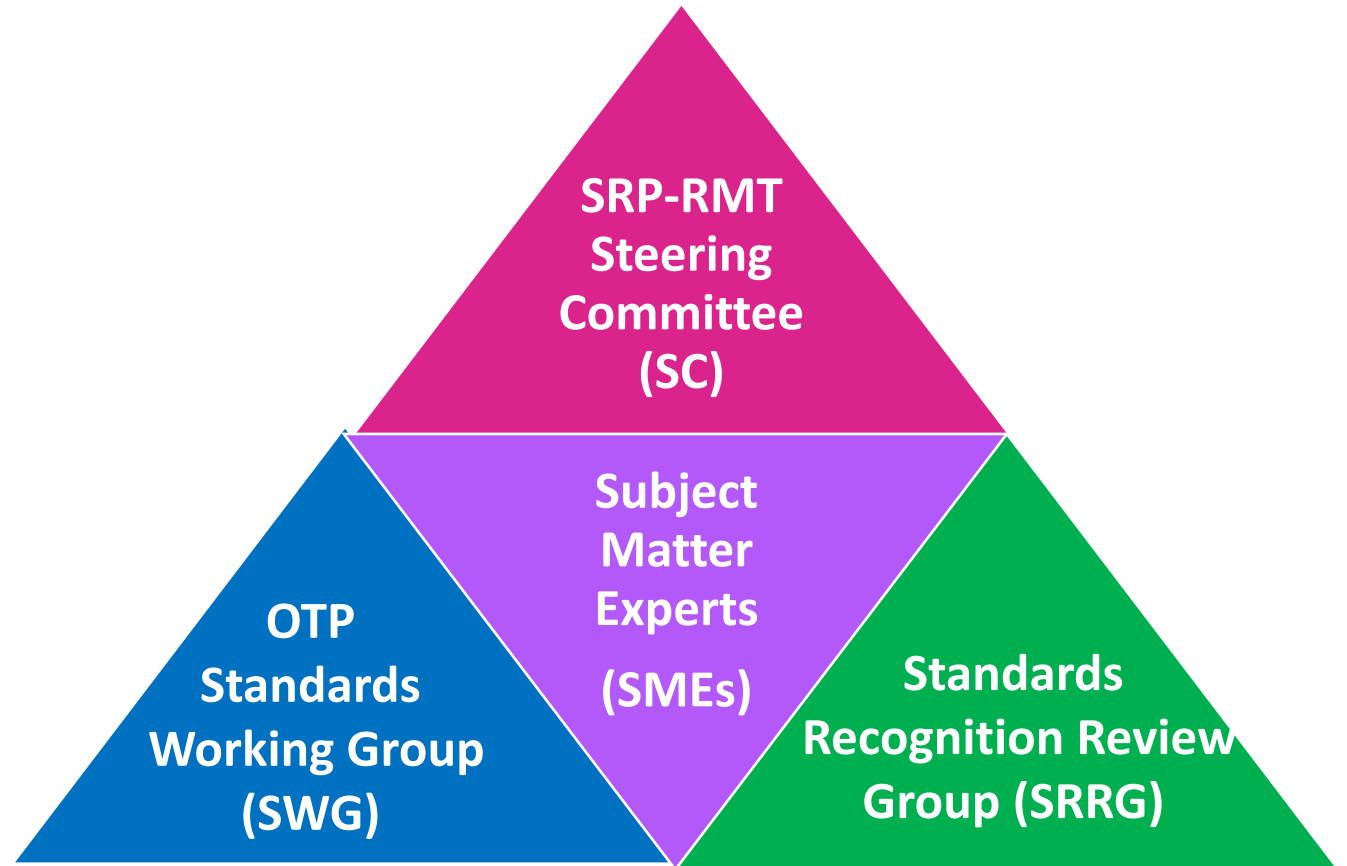 SRP-RMT
Steering
Committee
(SC)
Subject
Matter
Experts
(SMEs)
OTP
Standards
Working Group
(SWG)
Standards
Recognition Review
Group (SRRG)